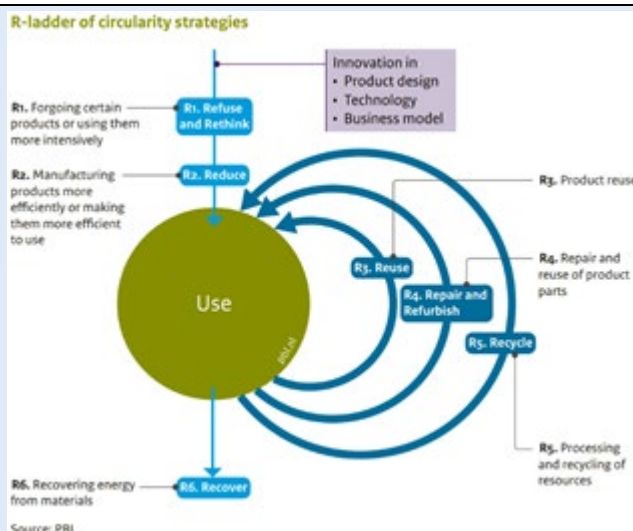 R-ladder of circularity strategies
Innovation in
• Product design
• Technology
• Business model
R1. Forgoing certain
products or using them
more intensively
R1. Refuse
and Rethink
R2. Manufacturing
products more
efficiently or making
them more efficient
to use
R2. Reduce
R3. Product reuse
R3. Reuse
R4. Repair and
reuse of product
parts
R4. Repair and
Refurbish
Use
R5. Recycle
pbl.nl
R5. Processing
and recycling of
resources
R6. Recovering energy
from materials
R6. Recover
Source: PBL